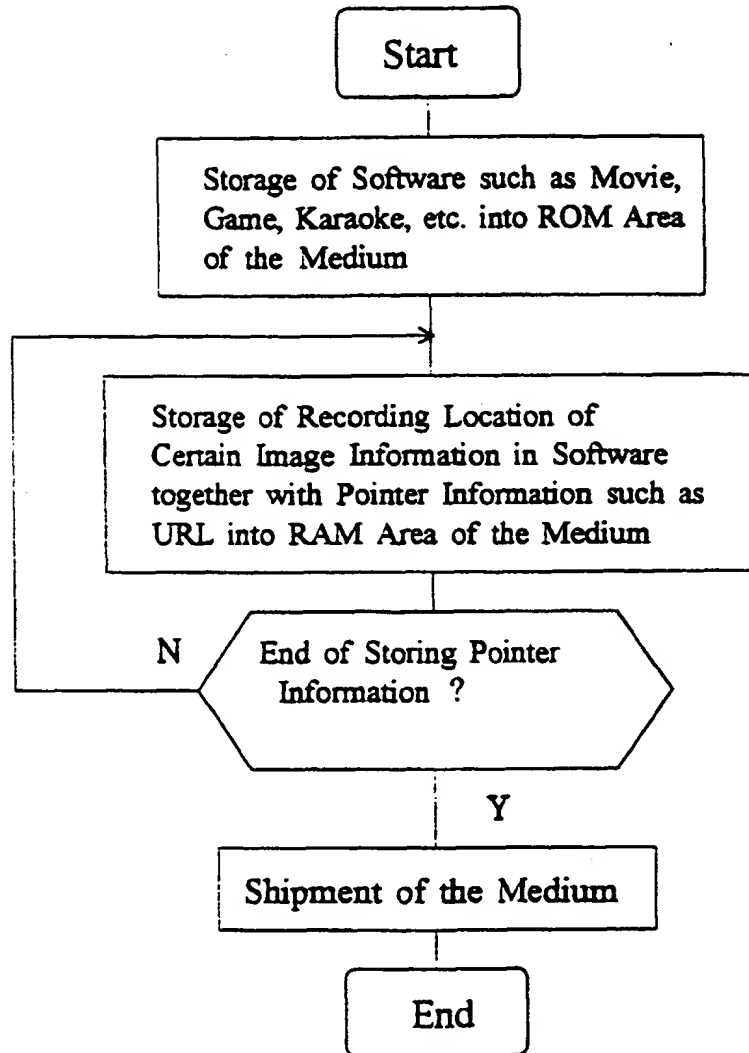 Start
Storage of Software such as Movie,
Game, Karaoke, etc. into ROM Area
of the Medium
Storage of Recording Location of
Certain Image Information in Software
together with Pointer Information such as
URL into RAM Area of the Medium
N
End of Storing Pointer
Information ?
Y
Shipment of the Medium
End